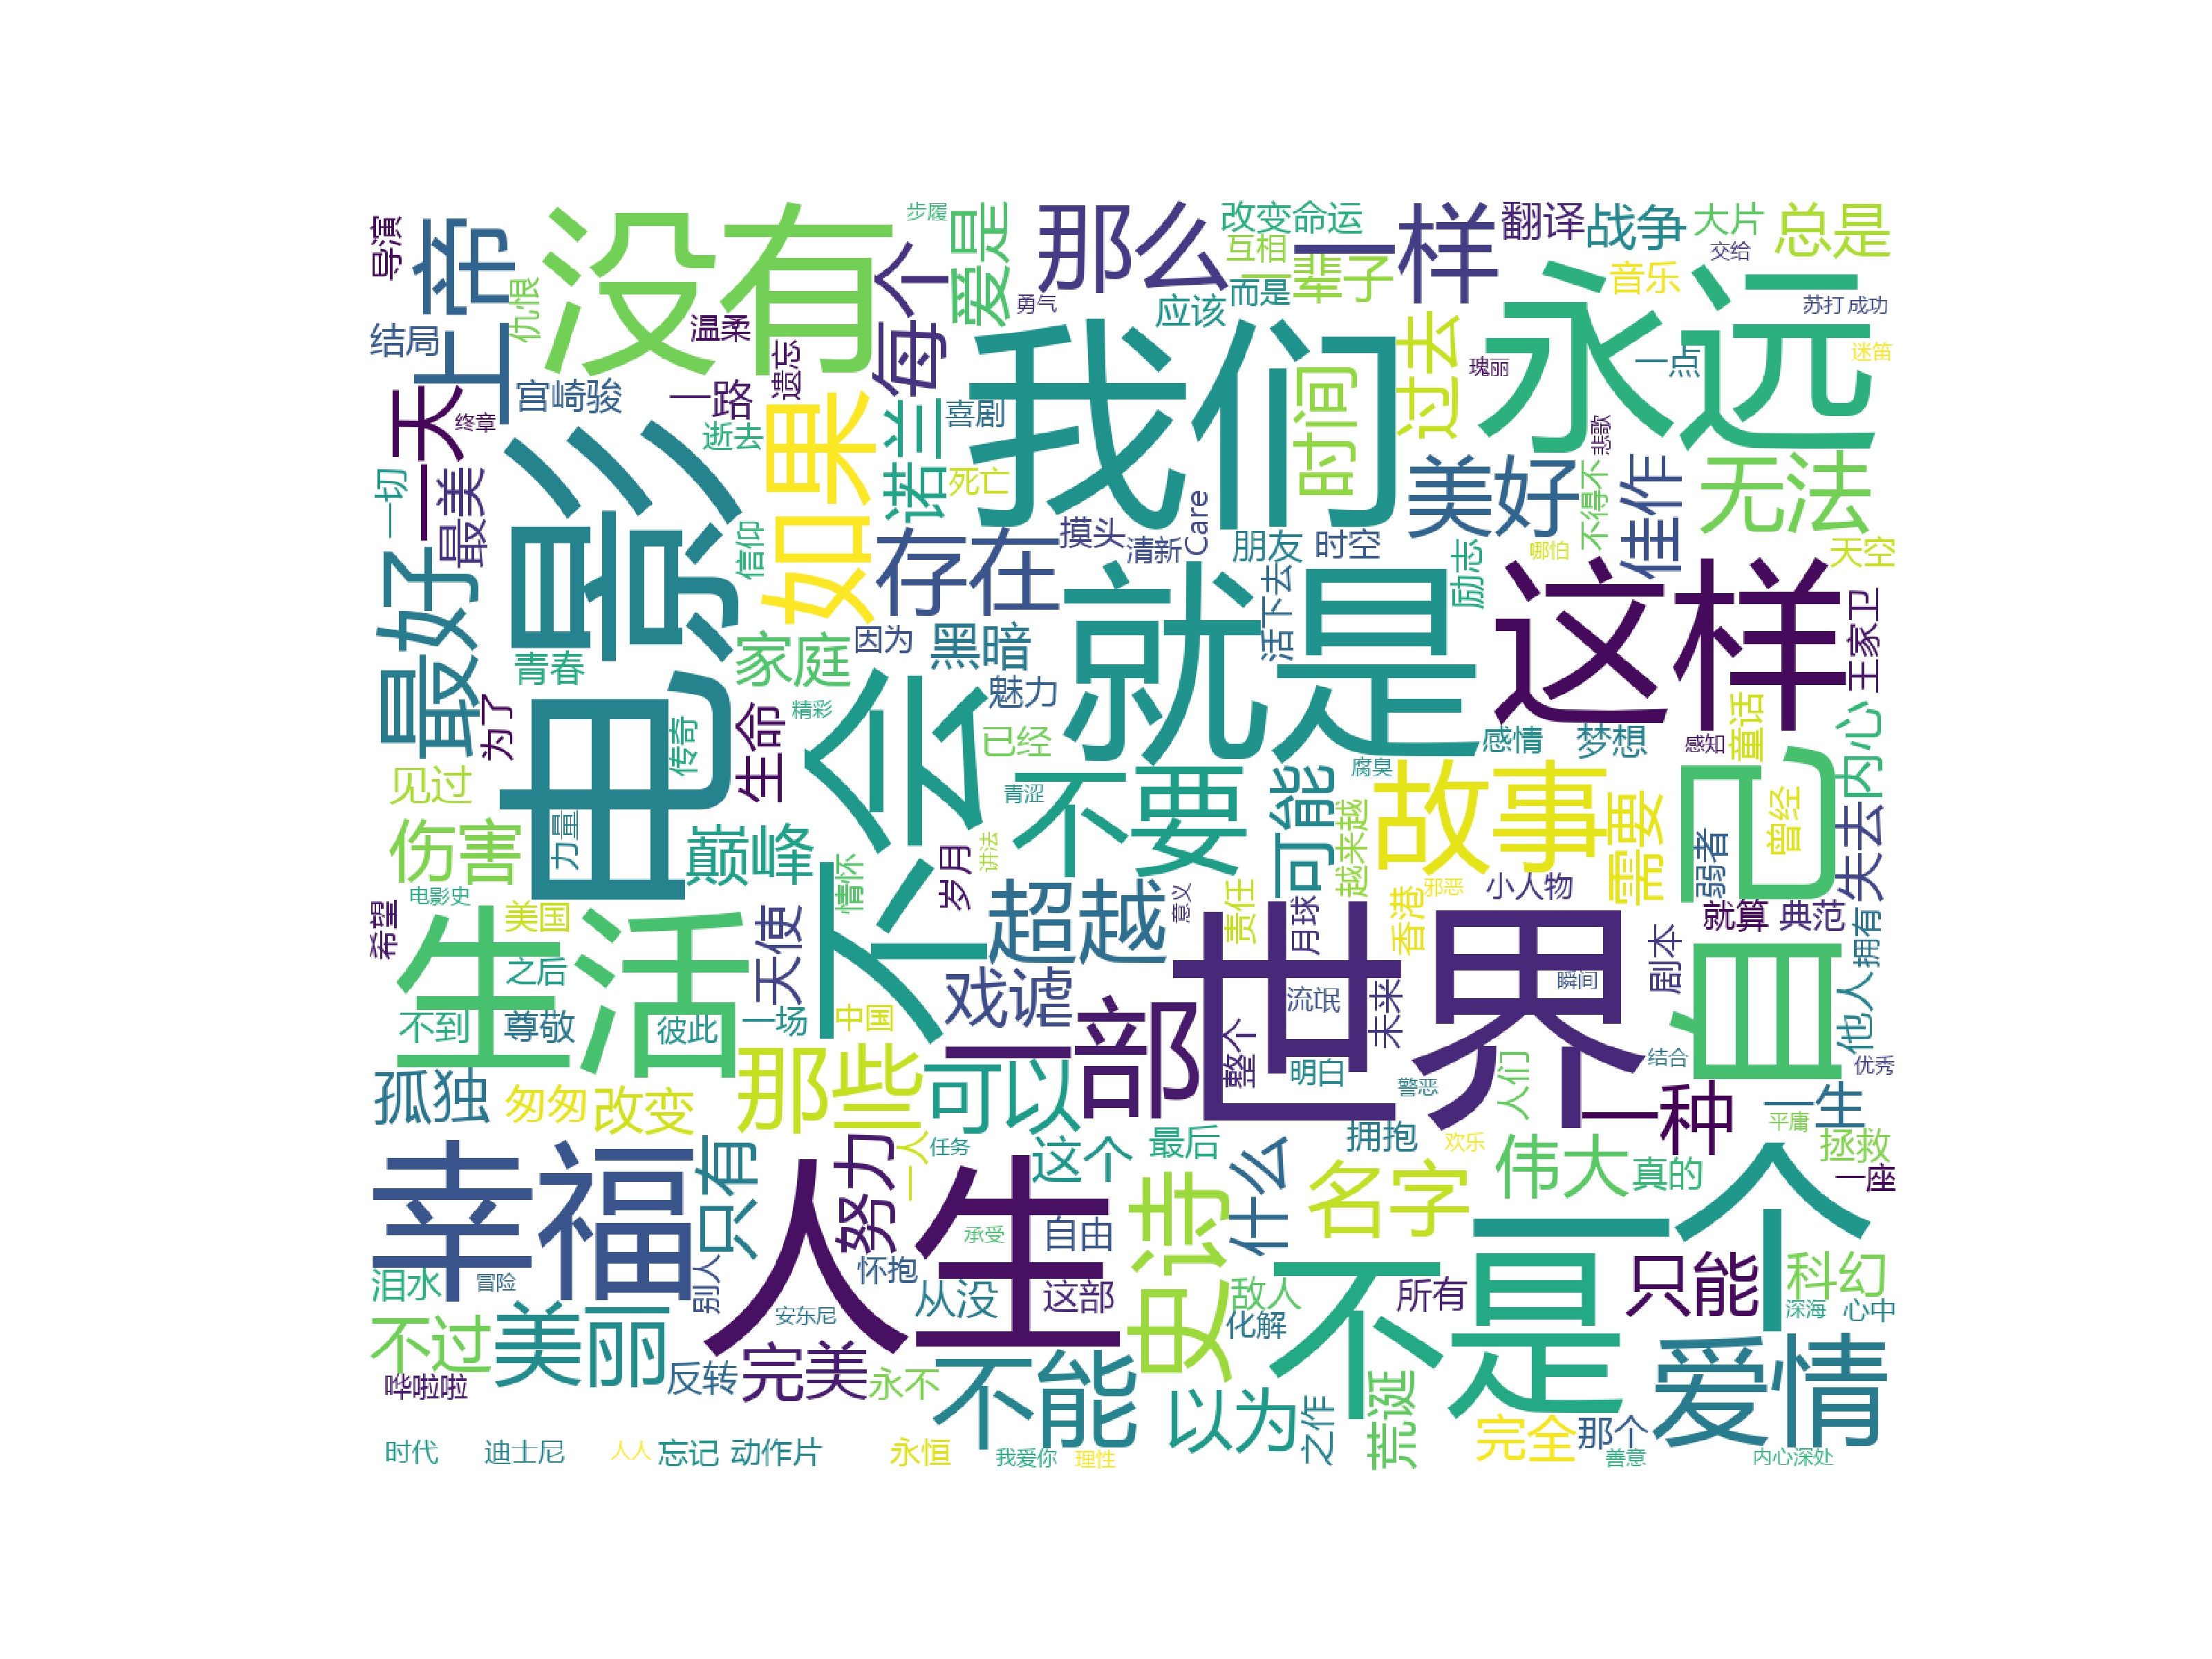 导演
上帝
没有
步履
爱是
那么
改变命运
互相
一样
翻译
战争
大片
交给
总是
仇恨
温柔
每个
勇气
应该
而是
一辈子
音乐
永远
苏打
成功
结局
遗忘
我们
时间
过去
瑰丽
一点
迷笛
一天
终章
宫崎骏
一路
逝去
如果
诺兰
喜剧
死亡
悲歌
一切
最美
电影
信仰
存在
摸头
清新
Care
朋友
时空
美好
不得不
佳作
无法
哪怕
天空
最好
青春
家庭
因为
黑暗
就是
活下去
励志
这样
王家卫
为了
传奇
生命
精彩
不会
魅力
已经
感情
梦想
感知
童话
内心
见过
力量
青涩
不要
可能
腐臭
越来越
故事
需要
自己
曾经
弱者
失去
伤害
巅峰
情怀
岁月
讲法
电影史
希望
生活
美国
天使
超越
意义
责任
月球
香港
邪恶
小人物
就算
典范
拥有
之后
戏谑
世界
流氓
未来
瞬间
剧本
他人
不到
尊敬
彼此
一场
中国
一部
整个
明白
警恶
人们
结合
优秀
孤独
匆匆
改变
那些
可以
一种
一生
平庸
幸福
只有
努力
一人
任务
这个
最后
什么
拥抱
欢乐
名字
伟大
真的
一个
拯救
一座
泪水
冒险
别人
人生
怀抱
承受
自由
史诗
敌人
不是
所有
只能
科幻
深海
心中
不过
美丽
安东尼
从没
这部
化解
哗啦啦
反转
完美
永不
不能
以为
之作
荒诞
完全
那个
爱情
时代
迪士尼
人人
忘记
动作片
永恒
我爱你
理性
善意
内心深处